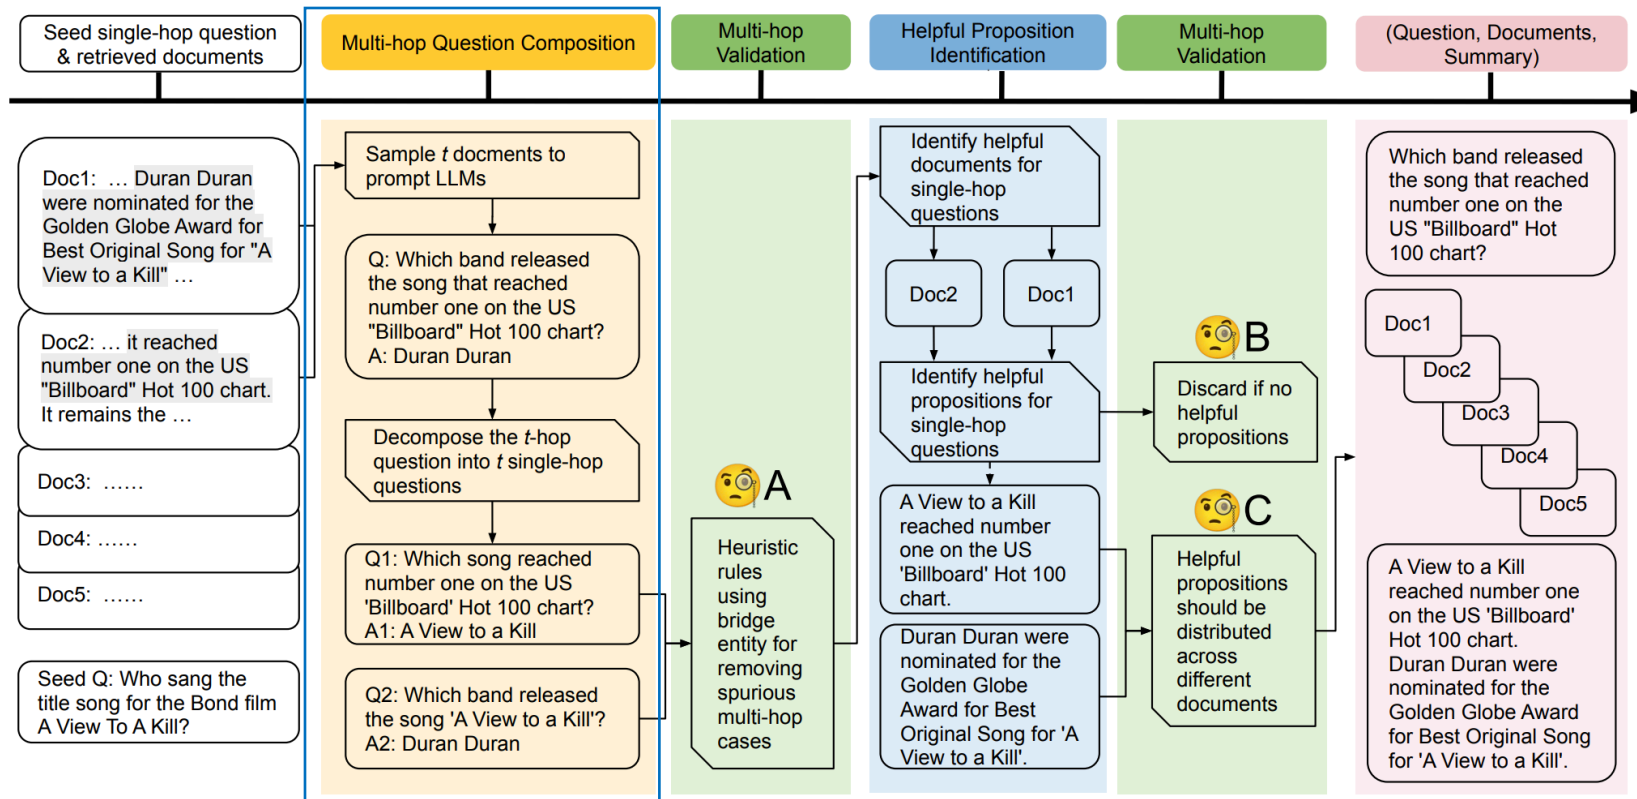 Seed single-hop question
& retrieved documents
Multi-hop Question Composition
Multi-hop
Validation
Helpful Proposition
Identification
Multi-hop
Validation
(Question, Documents,
Summary)
Doc1: … Duran Duran
were nominated for the
Golden Globe Award for
Best Original Song for "A
View to a Kill" …
Doc2: … it reached
number one on the US
"Billboard" Hot 100 chart.
It remains the …
Doc3: ……
Doc4: ……
Doc5: ……
Seed Q: Who sang the
title song for the Bond film
A View To A Kill?
Sample t docments to
prompt LLMs
Q: Which band released
the song that reached
number one on the US
"Billboard" Hot 100 chart?
A: Duran Duran
Decompose the t-hop
question into t single-hop
questions
Q1: Which song reached
number one on the US
'Billboard' Hot 100 chart?
A1: A View to a Kill
Q2: Which band released
the song 'A View to a Kill'?
A2: Duran Duran
A
Heuristic
rules
using
bridge
entity for
removing
spurious
multi-hop
cases
Identify helpful
documents for
single-hop
questions
Doc2
Doc1
Identify helpful
propositions for
single-hop
questions
A View to a Kill
reached number
one on the US
'Billboard' Hot 100
chart.
Duran Duran were
nominated for the
Golden Globe
Award for Best
Original Song for 'A
View to a Kill'.
B
Discard if no
helpful
propositions
C
Helpful
propositions
should be
distributed
across
different
documents
Which band released
the song that reached
number one on the
US "Billboard" Hot
100 chart?
Doc1
Doc2
Doc3
Doc4
Doc5
A View to a Kill
reached number one
on the US 'Billboard'
Hot 100 chart.
Duran Duran were
nominated for the
Golden Globe Award
for Best Original Song
for 'A View to a Kill'.